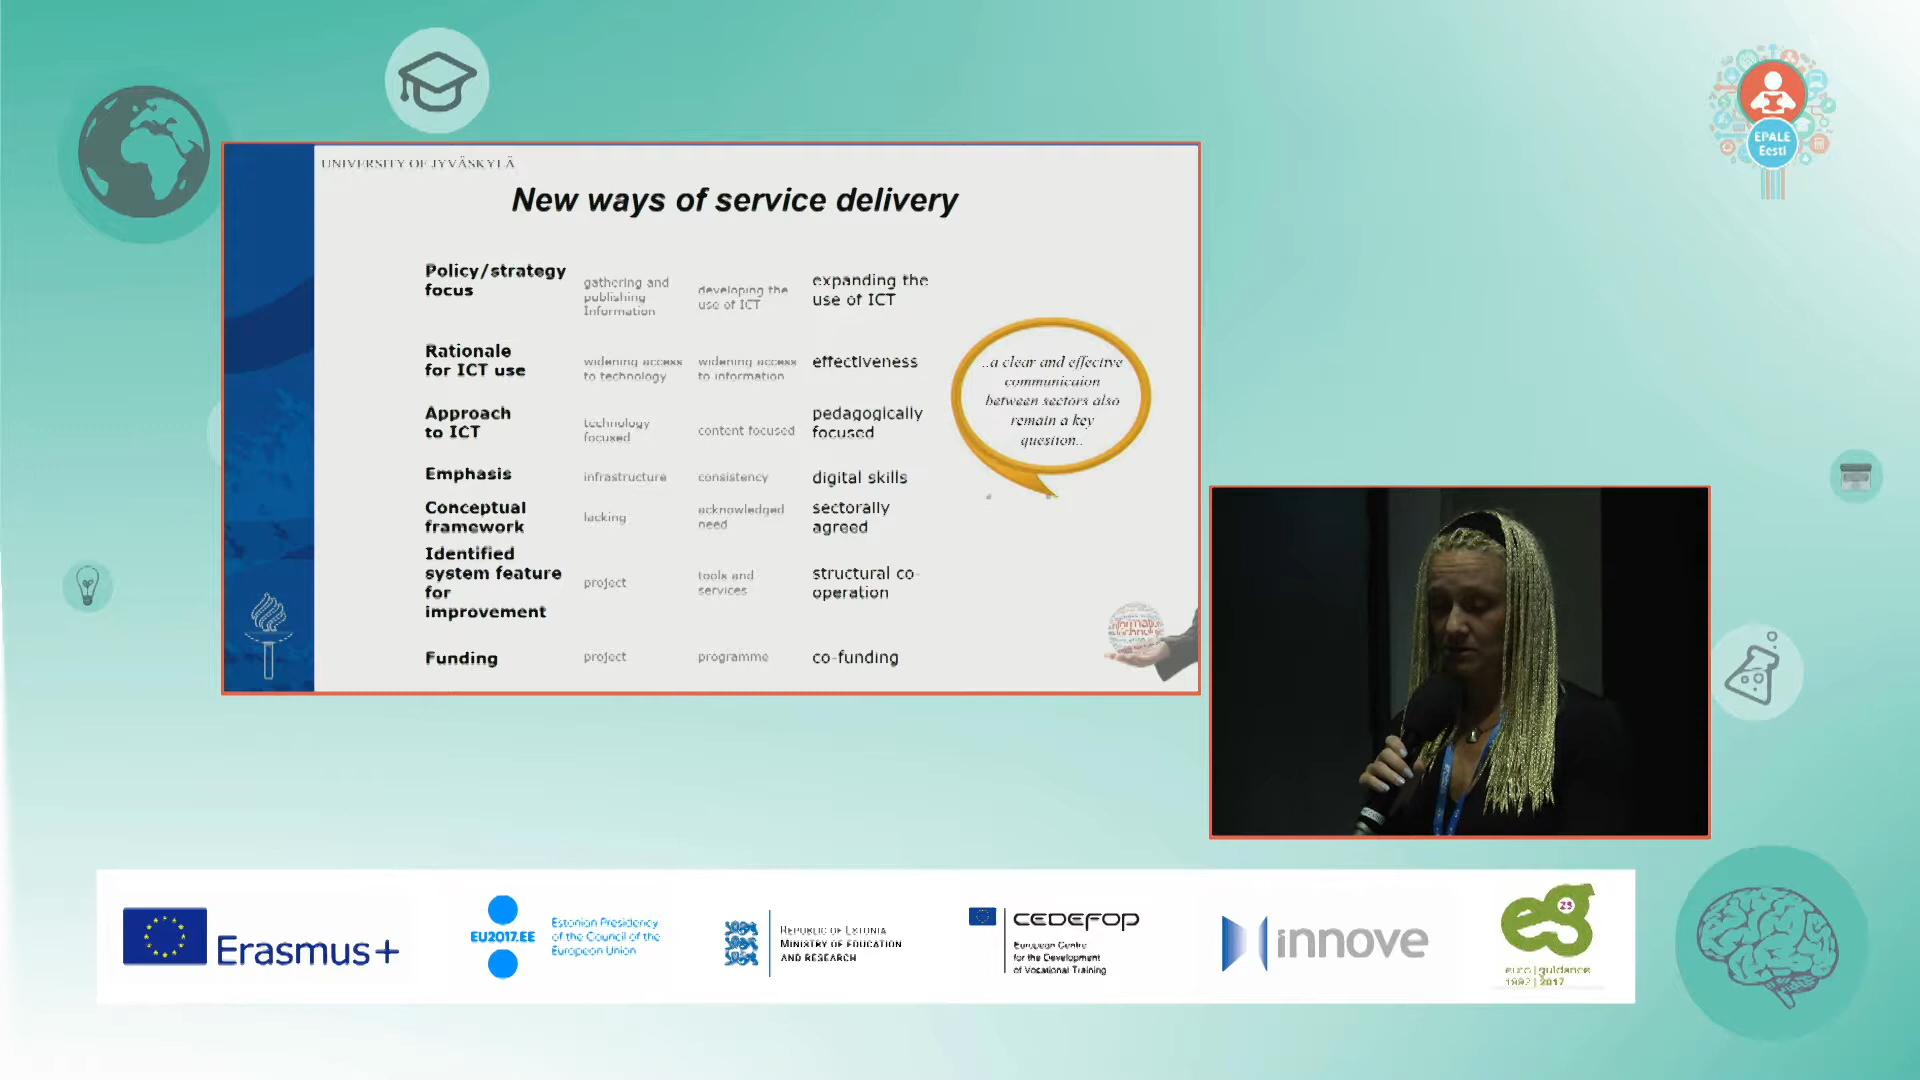 EPALE
Eesti
UNIVERSITY OF JYVÄSKYLÄ
New ways of service delivery
Policy/strategy
focus
gathering and
publishing
Information
developing the
use of ICT
expanding the
use of ICT
Rationale
for ICT use
widening access
to technology
widening access
to information
effectiveness
Approach
to ICT
technology
focused
content focused
pedagogically
focused
Emphasis
infrastructure
consistency
digital skills
Conceptual
framework
lacking
acknowledged
need
sectorally
agreed
Identified
system feature
for
improvement
project
tools and
services
structural co-
operation
Funding
project
programme
co-funding
..a clear and effective
communicaion
between sectors also
remain a key
question..
information
technology
Erasmus+
EU2017.EE
Estonian Presidency
of the Council of the
European Union
REPUBLIC OF ESTONIA
MINISTRY OF EDUCATION
AND RESEARCH
CEDEFOP
European Centre
for the Development
of Vocational Training
innove
eg
25
euro|guidance
1992|2017